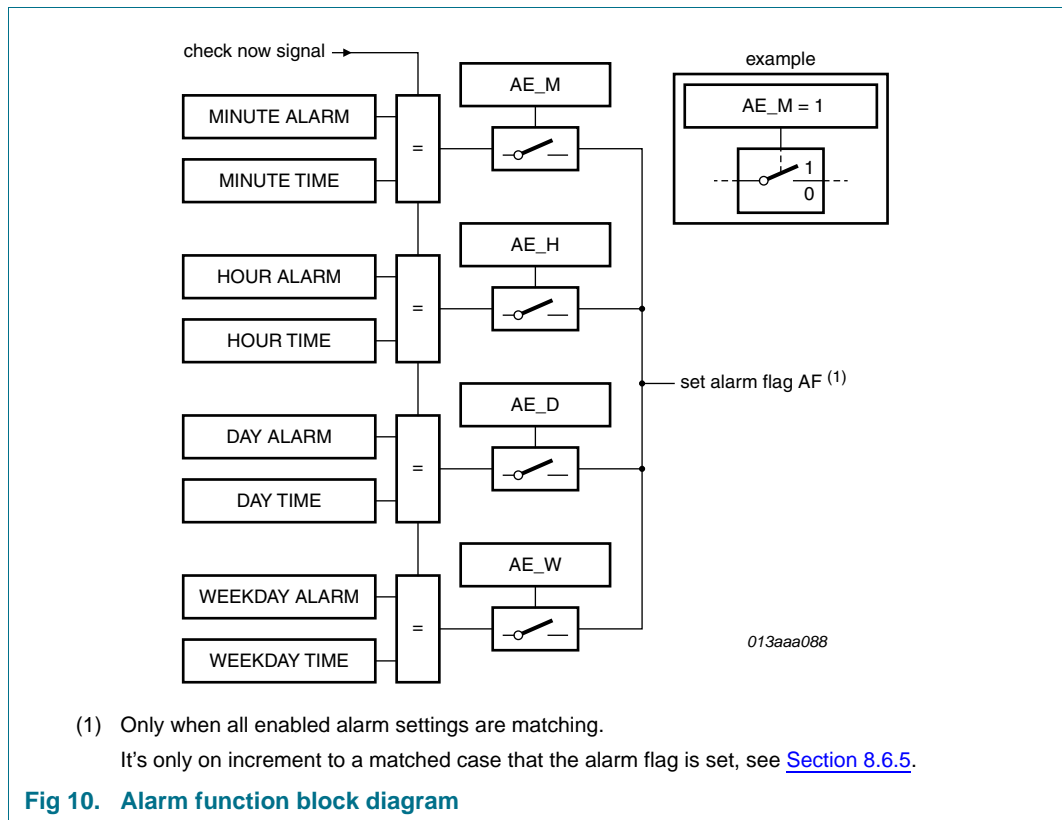 check now signal
example
AE_M
AE_M = 1
MINUTE ALARM
=
1
MINUTE TIME
0
AE_H
HOUR ALARM
=
HOUR TIME
set alarm flag AF (1)
AE_D
DAY ALARM
=
DAY TIME
AE_W
WEEKDAY ALARM
=
WEEKDAY TIME
013aaa088
(1) Only when all enabled alarm settings are matching.
It's only on increment to a matched case that the alarm flag is set, see Section 8.6.5.
Fig 10. Alarm function block diagram